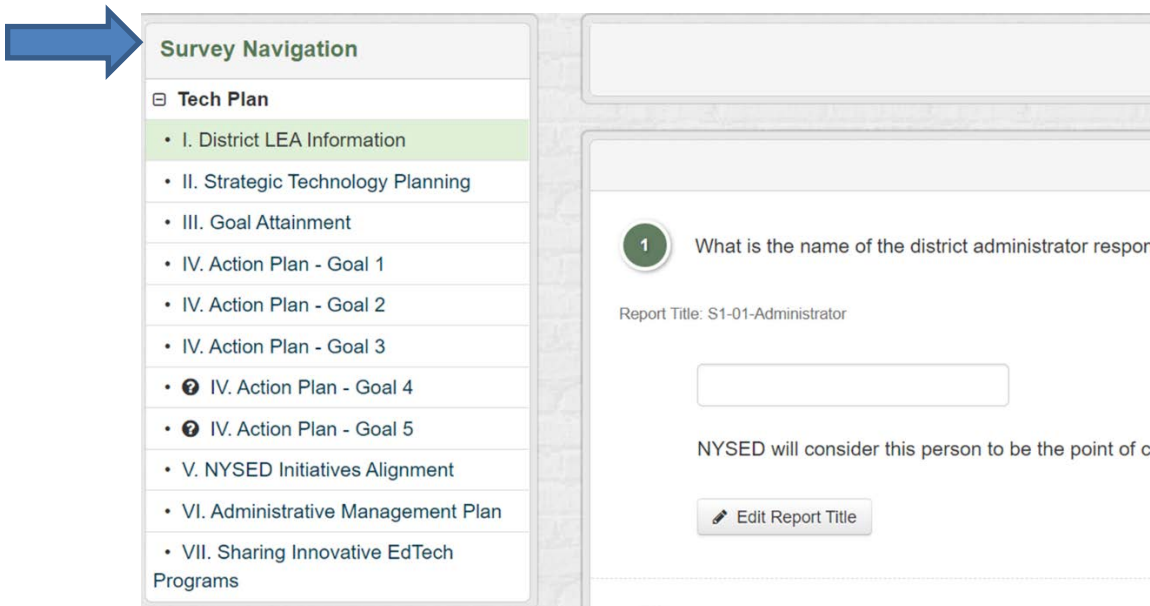 Survey Navigation
Tech Plan
• I. District LEA Information
• II. Strategic Technology Planning
• III. Goal Attainment
• IV. Action Plan - Goal 1
• IV. Action Plan - Goal 2
• IV. Action Plan - Goal 3
• IV. Action Plan - Goal 4
• IV. Action Plan - Goal 5
• V. NYSED Initiatives Alignment
• VI. Administrative Management Plan
• VII. Sharing Innovative EdTech
Programs
1 What is the name of the district administrator
Report Title: S1-01-Administrator
NYSED will consider this person to be the point of
Edit Report Title